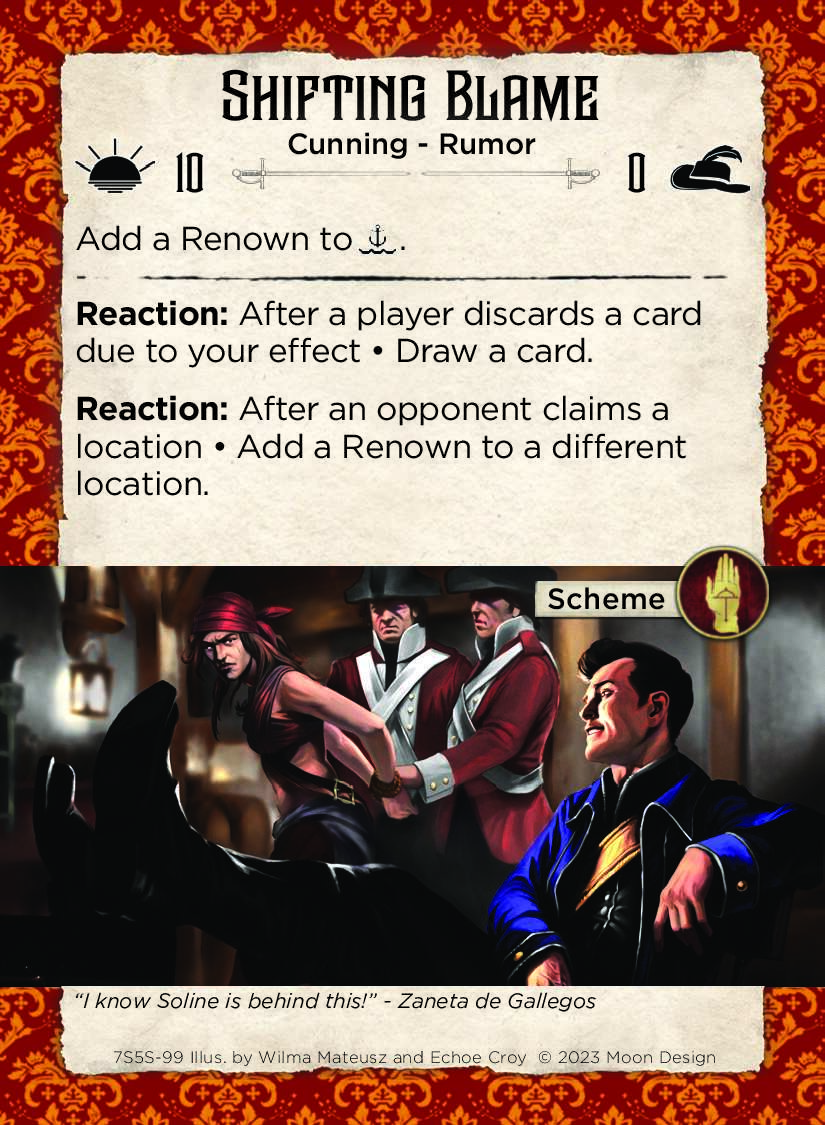 Shifting Blame
Cunning - Rumor
10 0
Add a Renown to .
Reaction: After a player discards a card
due to your effect • Draw a card.
Reaction: After an opponent claims a
location • Add a Renown to a different
location.
Scheme
“I know Soline is behind this!” - Zaneta de Gallegos
7S5S-99 Illus. by Wilma Mateusz and Echoe Croy © 2023 Moon Design